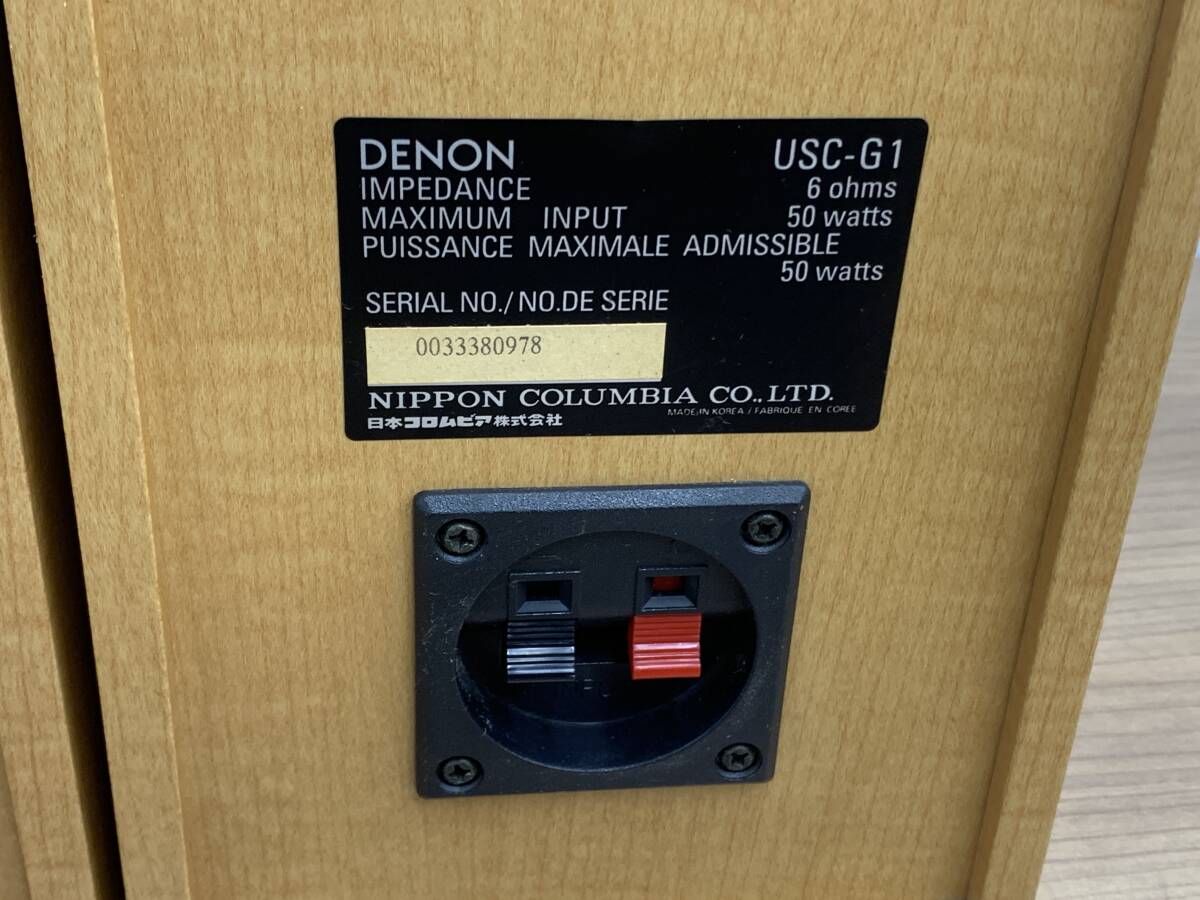 DENON USC-G1
IMPEDANCE 6 ohms
MAXIMUM INPUT 50 watts
PUISSANCE MAXIMALE ADMISSIBLE
50 watts
SERIAL NO./NO.DE SERIE
0033380978
NIPPON COLUMBIA CO.,LTD.
MADE IN KOREA / FABRIQUE EN COREE
日本コロムビア株式会社